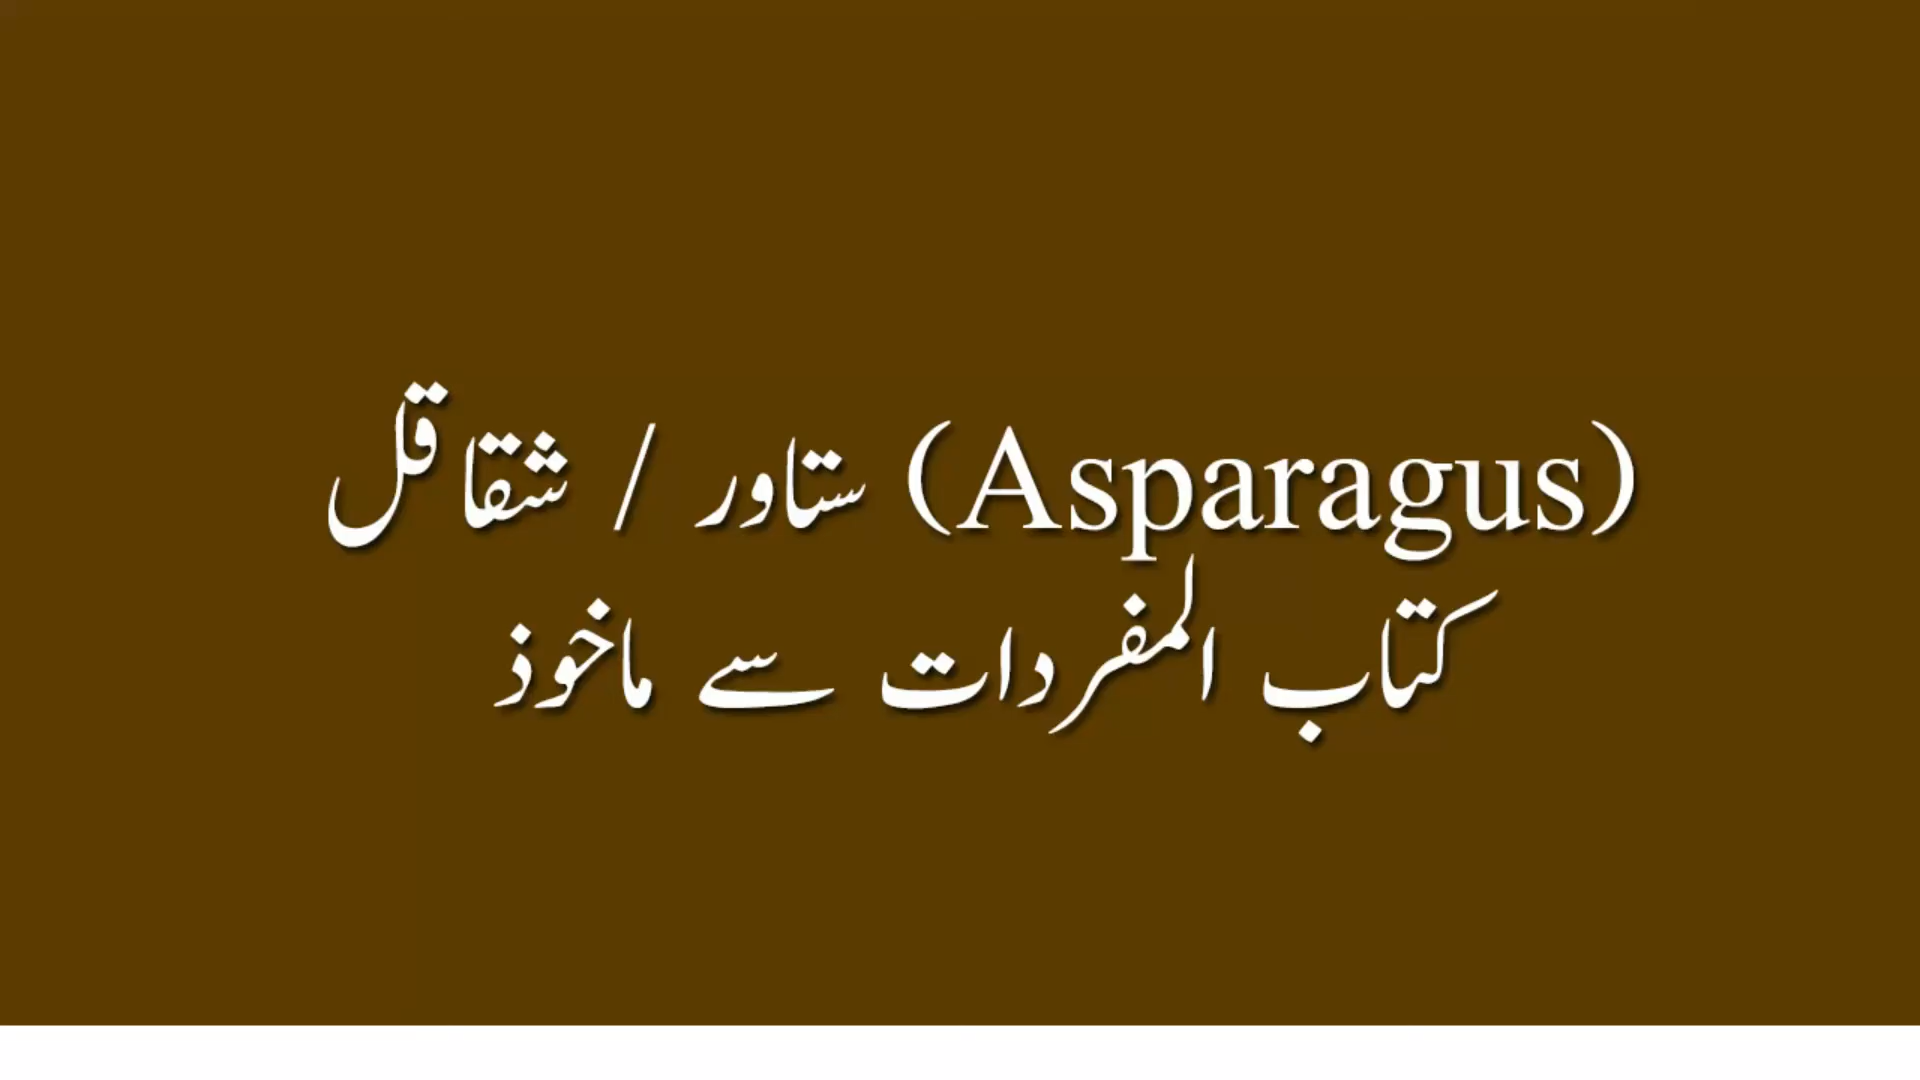 (Asparagus) ستاور / شقاقل
کتاب المفردات سے ماخوذ